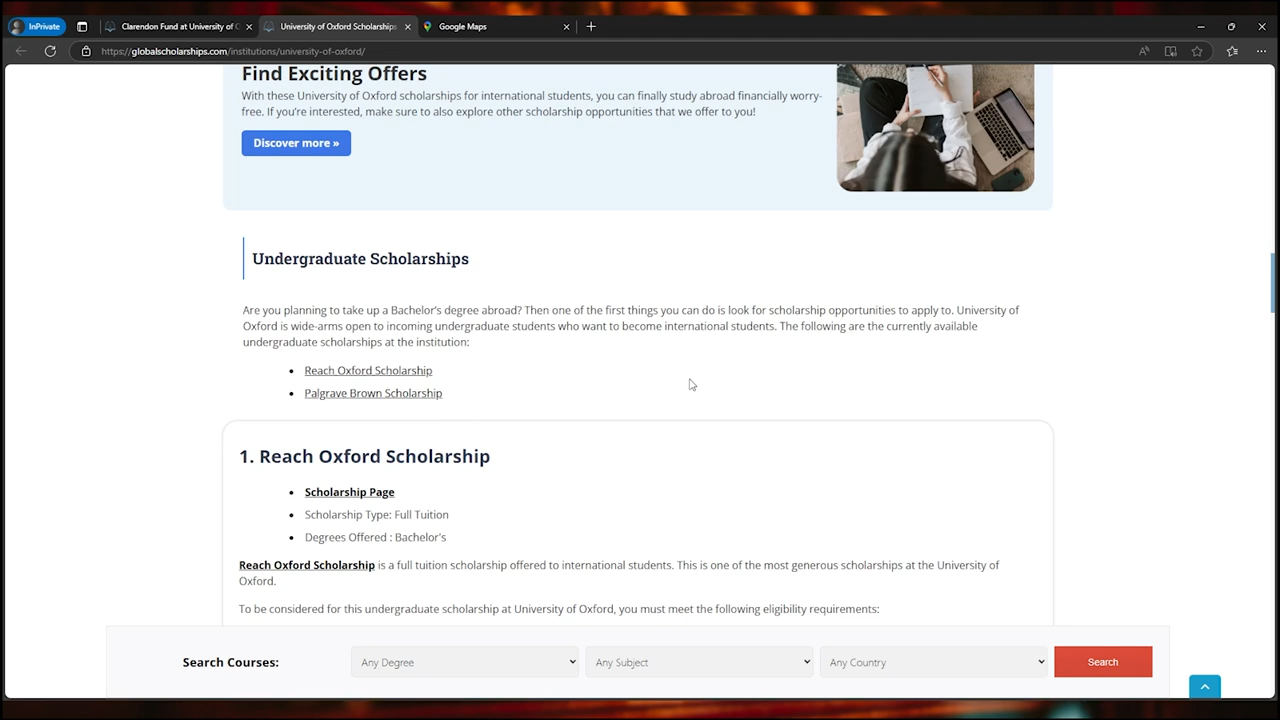 InPrivate
Clarendon Fund at University of O
University of Oxford Scholarships
Google Maps
https://globalscholarships.com/institutions/university-of-oxford/
Find Exciting Offers
With these University of Oxford scholarships for international students, you can finally study abroad financially worry-
free. If you're interested, make sure to also explore other scholarship opportunities that we offer to you!
Discover more »
Undergraduate Scholarships
Are you planning to take up a Bachelor's degree abroad? Then one of the first things you can do is look for scholarship opportunities to apply to. University of
Oxford is wide-arms open to incoming undergraduate students who want to become international students. The following are the currently available
undergraduate scholarships at the institution:
• Reach Oxford Scholarship
• Palgrave Brown Scholarship
1. Reach Oxford Scholarship
• Scholarship Page
• Scholarship Type: Full Tuition
• Degrees Offered : Bachelor's
Reach Oxford Scholarship is a full tuition scholarship offered to international students. This is one of the most generous scholarships at the University of
Oxford.
To be considered for this undergraduate scholarship at University of Oxford, you must meet the following eligibility requirements:
Search Courses:
Any Degree
Any Subject
Any Country
Search